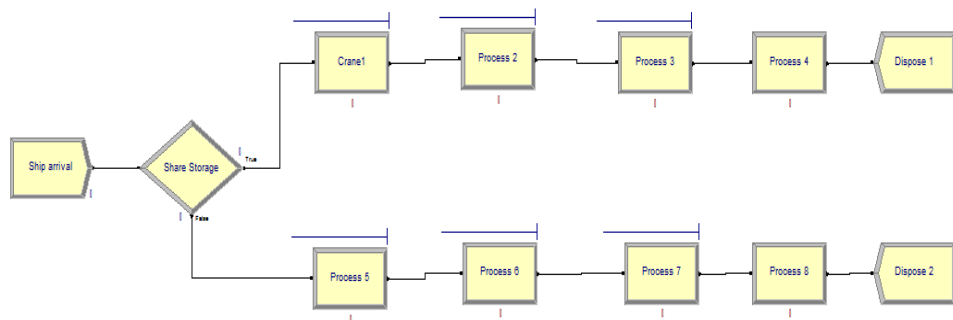 Crane1
Process 2
Process 3
Process 4
Dispose 1
Ship arrival
Share Storage
True
False
Process 5
Process 6
Process 7
Process 8
Dispose 2